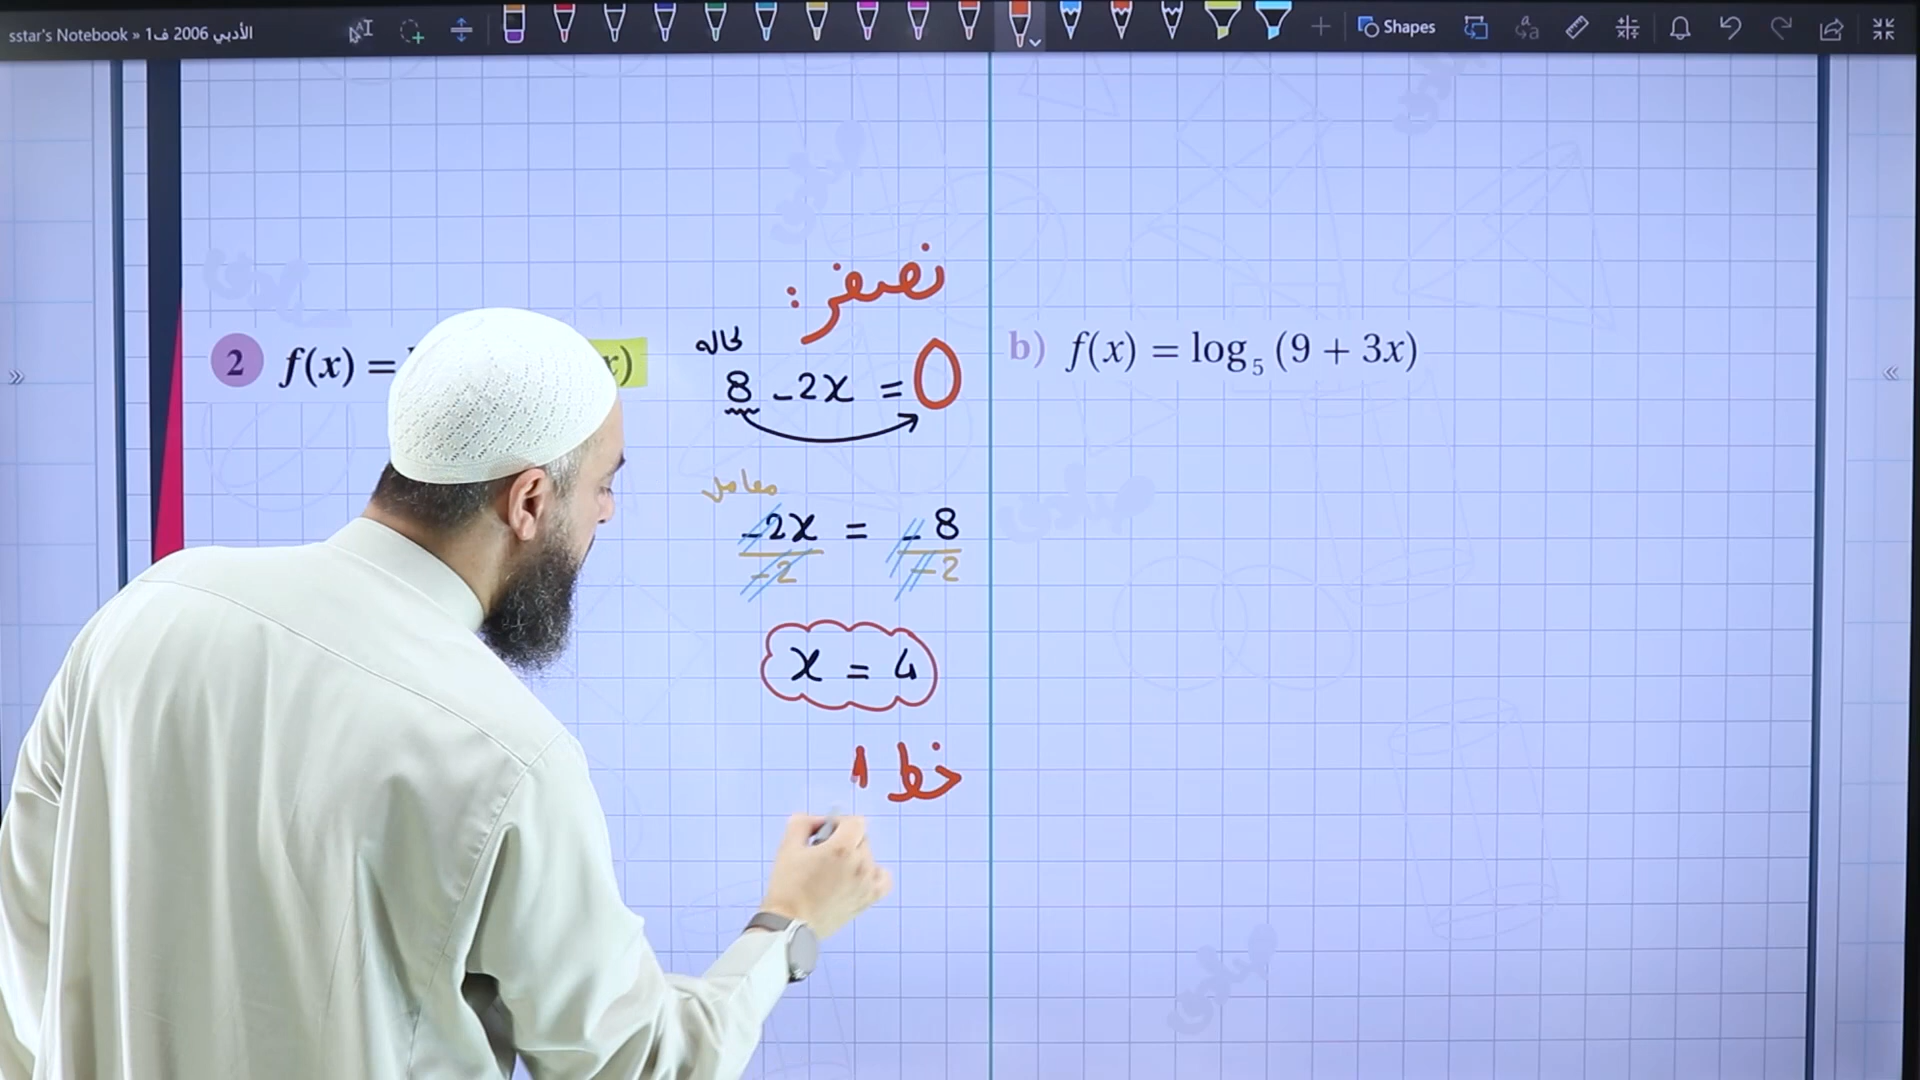 sstar's Notebook » الأدبي 2006 ف1
Shapes
نصفر :
2 f(x) = x)
8 - 2x = 0
معامل
-2x = -8
-2 -2
x = 4
خط ا
b) f(x) = log₅ (9 + 3x)
صيادي